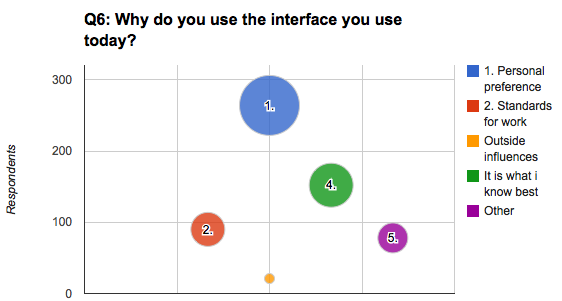 Q6: Why do you use the interface you use
today?
Respondents
300
200
100
0
1.
2.
4.
5.
1. Personal
preference
2. Standards
for work
Outside
influences
It is what i
know best
Other